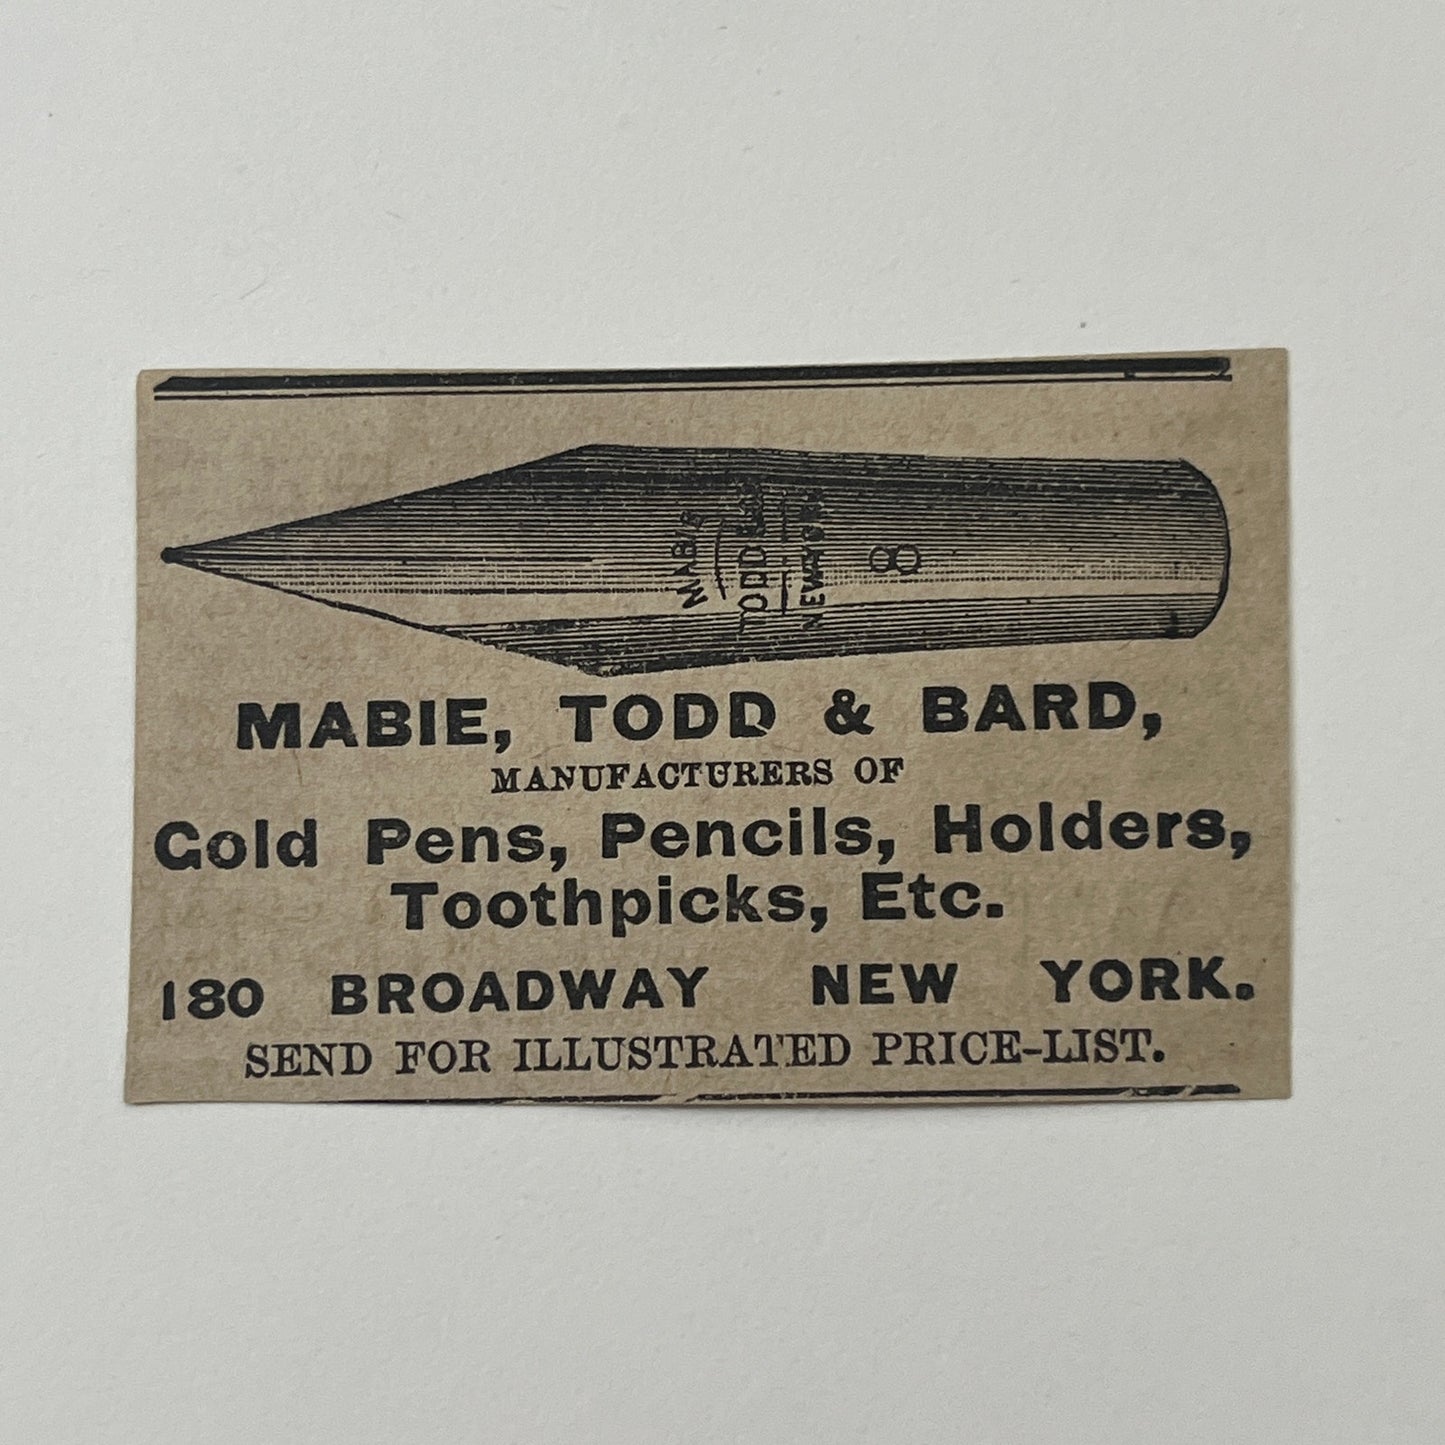 MABIE
TODD &
NEW YORK
8
MABIE, TODD & BARD,
MANUFACTURERS OF
Gold Pens, Pencils, Holders,
Toothpicks, Etc.
180 BROADWAY NEW YORK.
SEND FOR ILLUSTRATED PRICE-LIST.